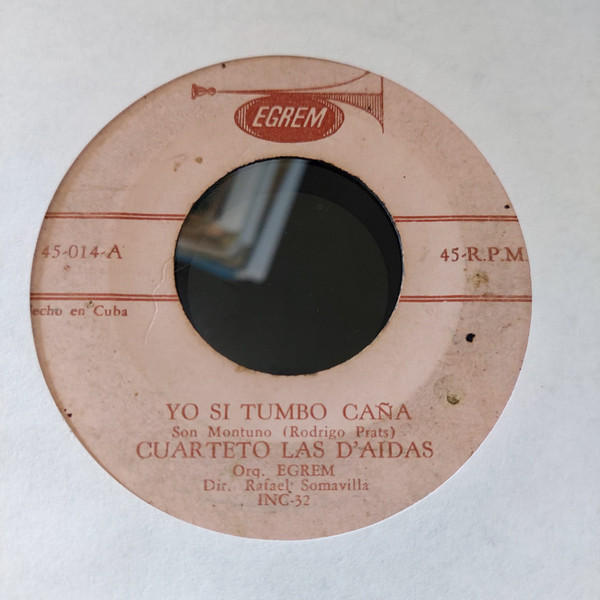 EGREM
45-014-A
45-R.P.M.
echo en Cuba
YO SI TUMBO CAÑA
Son Montuno (Rodrigo Prats)
CUARTETO LAS D'AIDAS
Orq. EGREM
Dir. Rafael Somavilla
INC-32